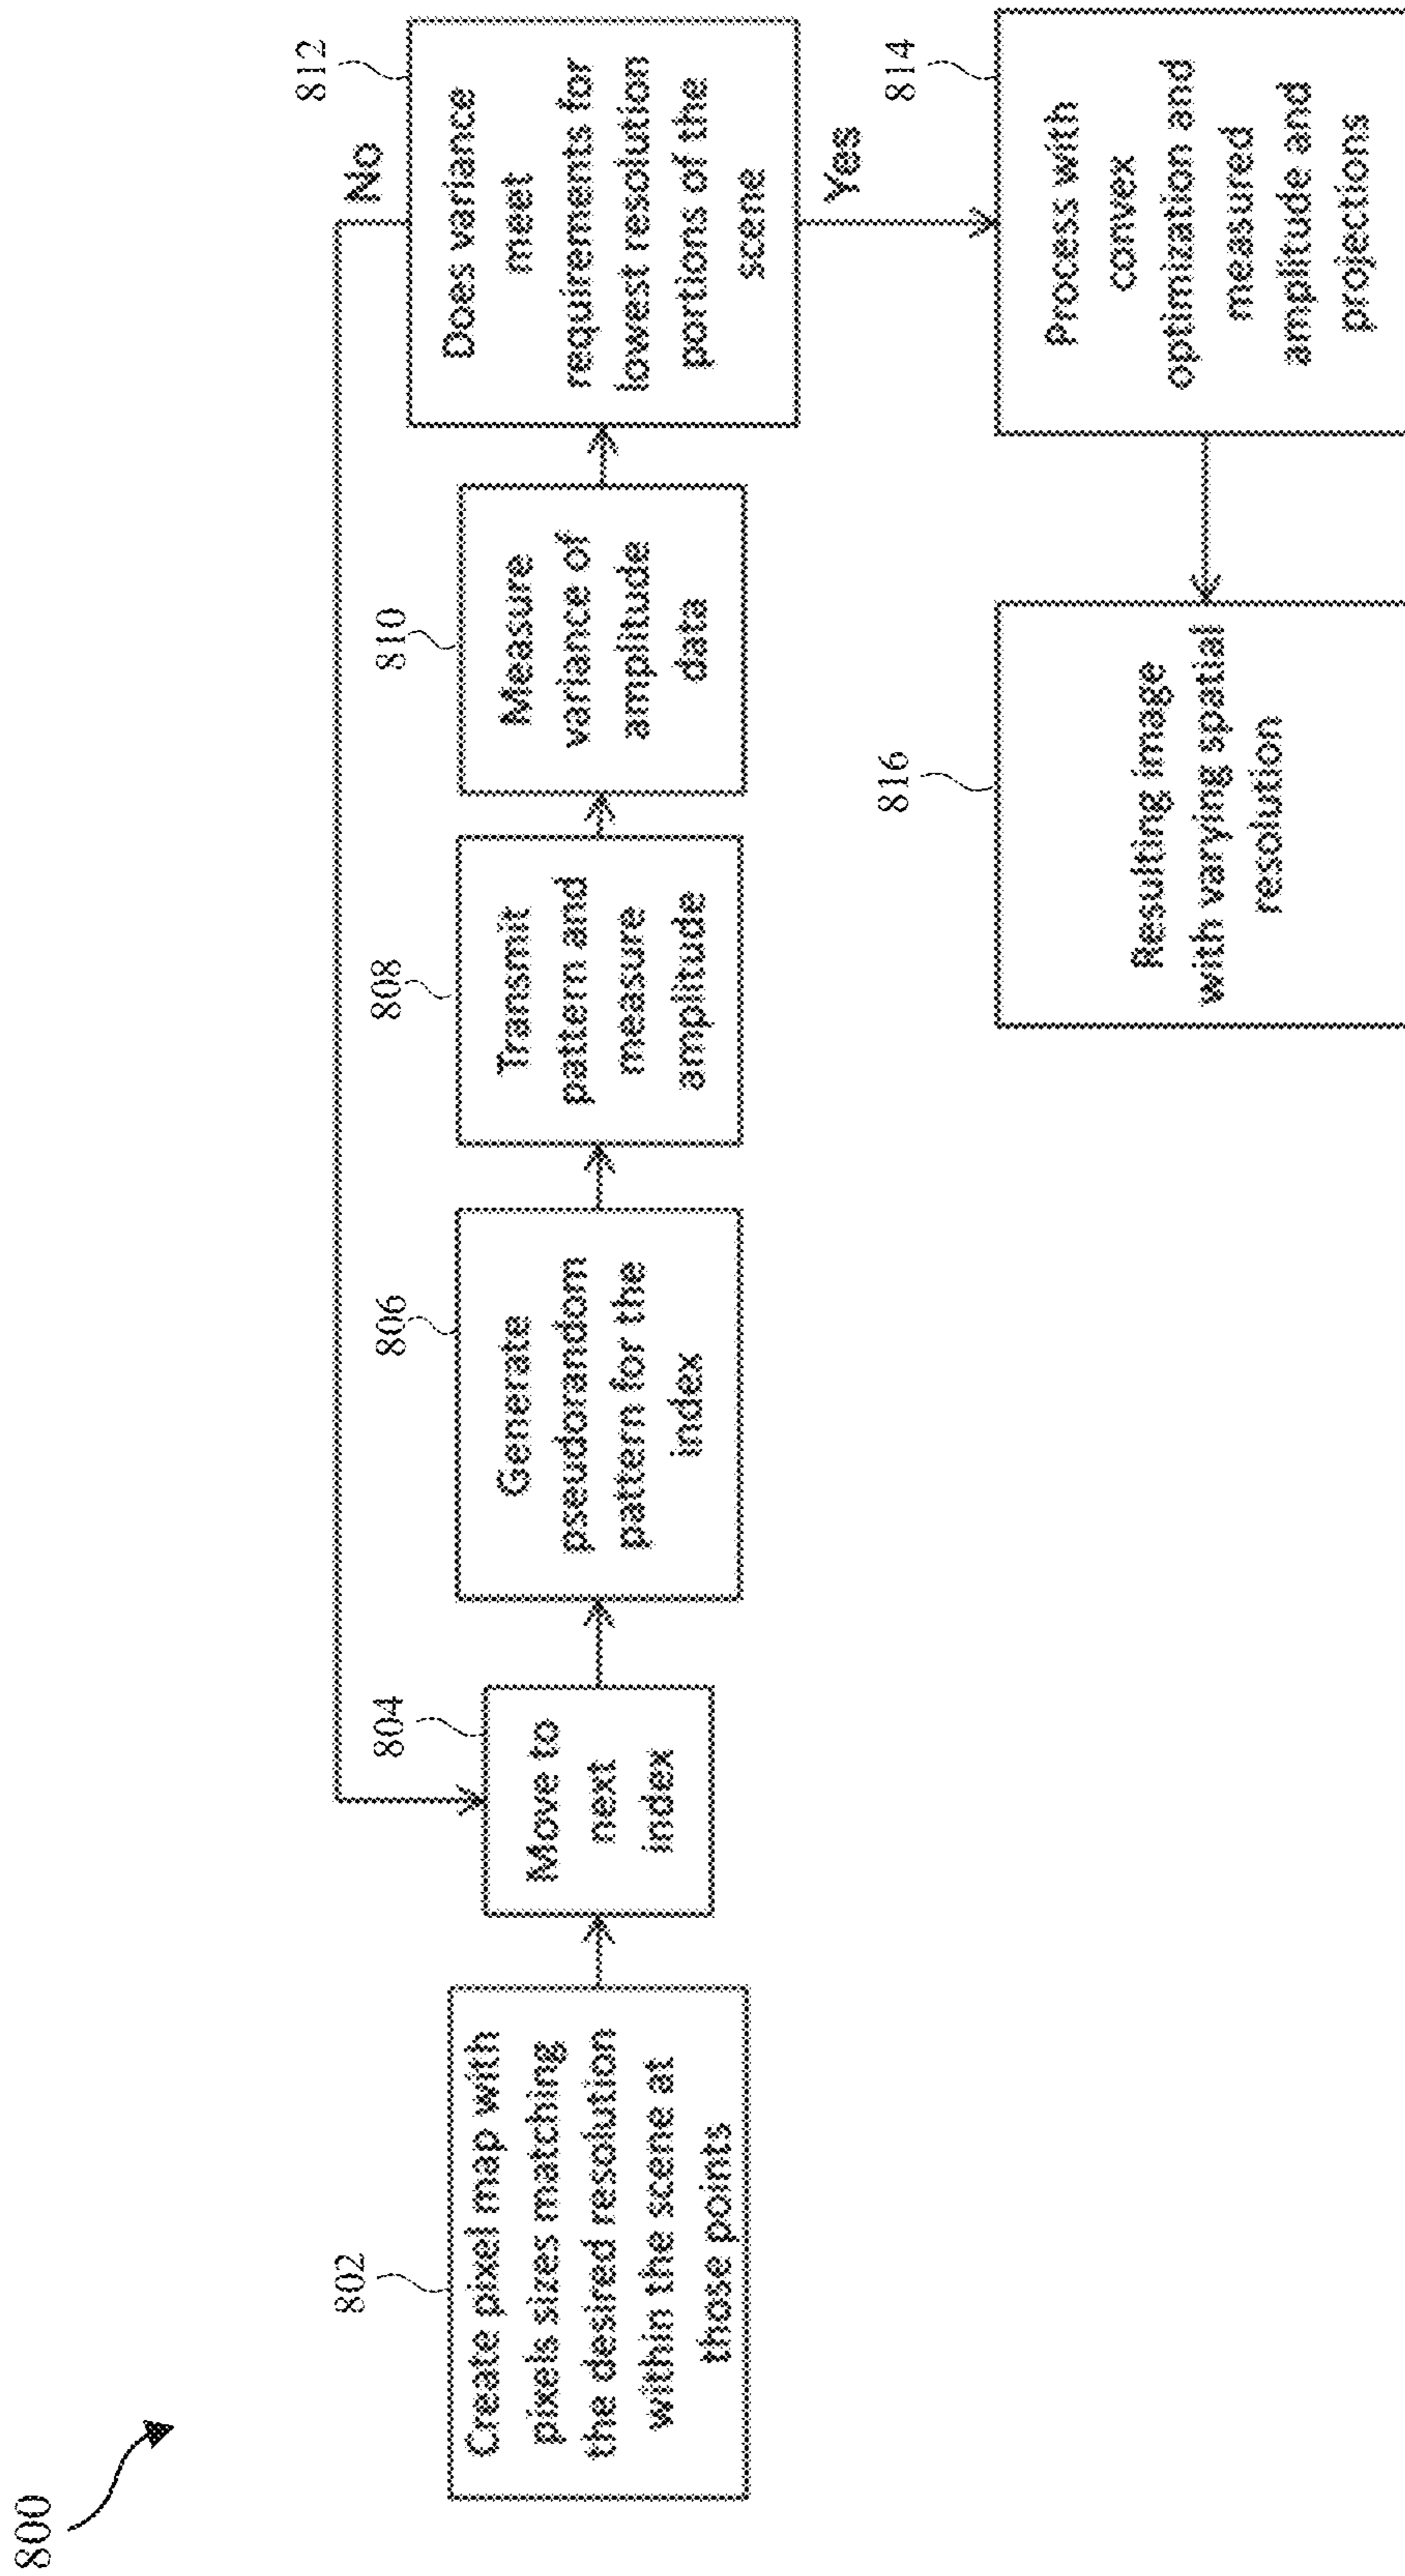 800
802
Create pixel map with
pixels sizes matching
the desired resolution
within the scene at
those points
804
Move to
next
index
806
Generate
pseudorandom
pattern for the
index
808
Transmit
pattern and
measure
amplitude
810
Measure
variance of
amplitude
data
812
Does variance
meet
requirements for
lowest resolution
portions of the
scene
No
Yes
814
Process with
convex
optimization and
measured
amplitude and
projections
816
Resulting image
with varying spatial
resolution